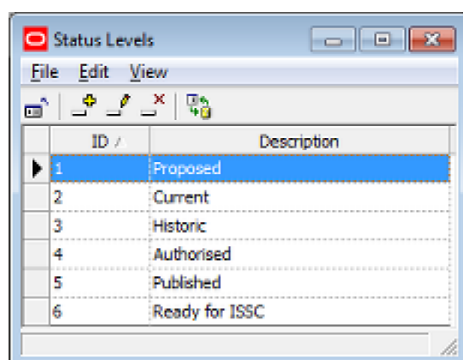 Status Levels
File Edit View
ID Description
1 Proposed
2 Current
3 Historic
4 Authorised
5 Published
6 Ready for ISSC